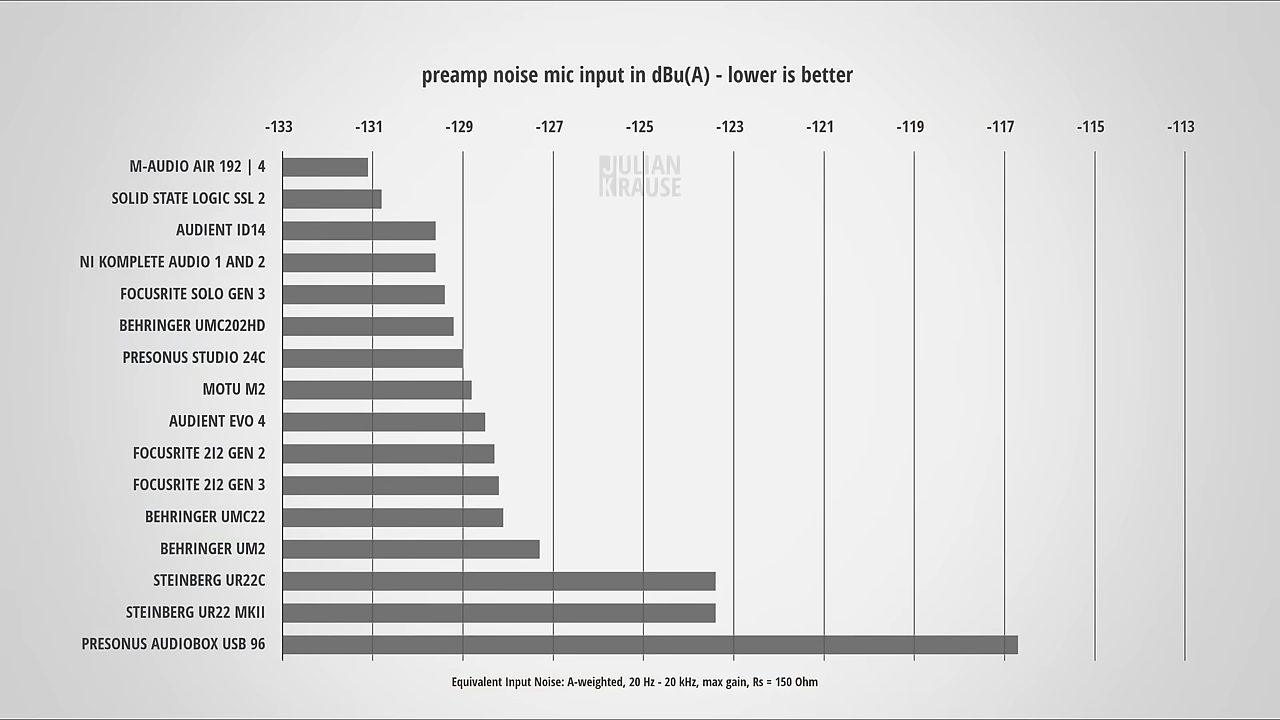 preamp noise mic input in dBu(A) - lower is better
-133 -131 -129 -127 -125 -123 -121 -119 -117 -115 -113
JULIAN
KRAUSE
M-AUDIO AIR 192 | 4
SOLID STATE LOGIC SSL 2
AUDIENT ID14
NI KOMPLETE AUDIO 1 AND 2
FOCUSRITE SOLO GEN 3
BEHRINGER UMC202HD
PRESONUS STUDIO 24C
MOTU M2
AUDIENT EVO 4
FOCUSRITE 2I2 GEN 2
FOCUSRITE 2I2 GEN 3
BEHRINGER UMC22
BEHRINGER UM2
STEINBERG UR22C
STEINBERG UR22 MKII
PRESONUS AUDIOBOX USB 96
Equivalent Input Noise: A-weighted, 20 Hz - 20 kHz, max gain, Rs = 150 Ohm